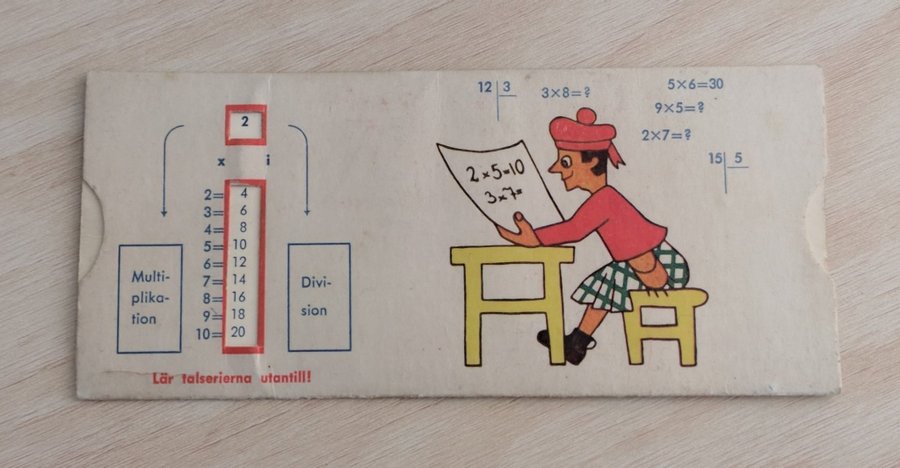 2
x i
2= 4
3= 6
4= 8
5= 10
6= 12
7= 14
8= 16
9= 18
10= 20
Multi-
plika-
tion
Divi-
sion
Lär talserierna utantill!
12 3
3×8=?
5×6=30
9×5=?
2×7=?
15 5
2×5=10
3×7=